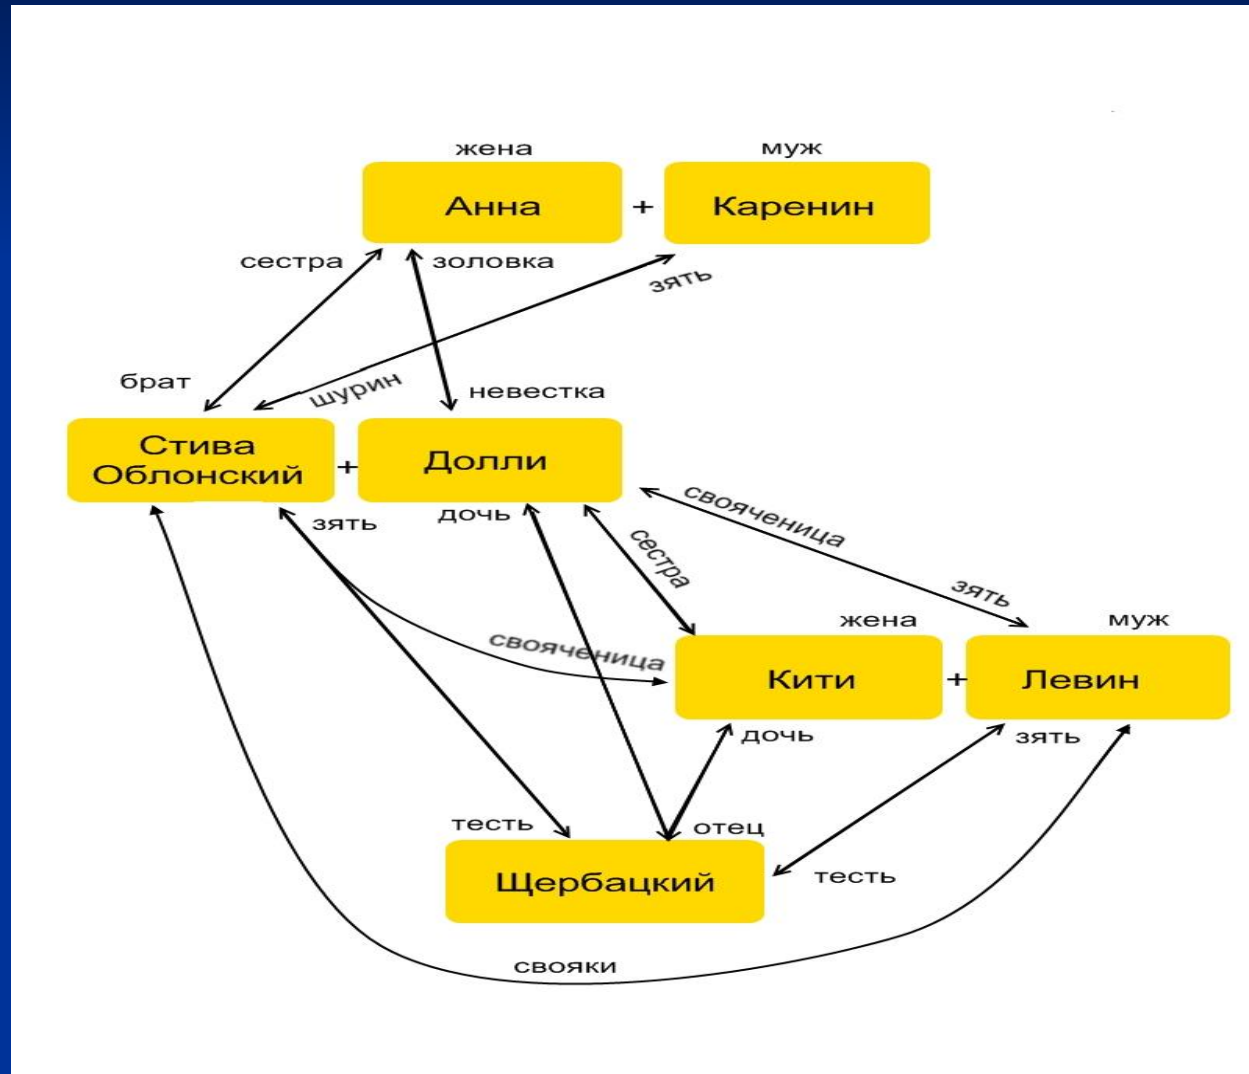 жена
муж
Анна
+
Каренин
сестра
золовка
зять
брат
шурин
невестка
Стива
Облонский
+
Долли
зять
дочь
сестра
свояченица
зять
свояченица
жена
муж
Кити
+
Левин
дочь
зять
тесть
отец
Щербацкий
тесть
свояки